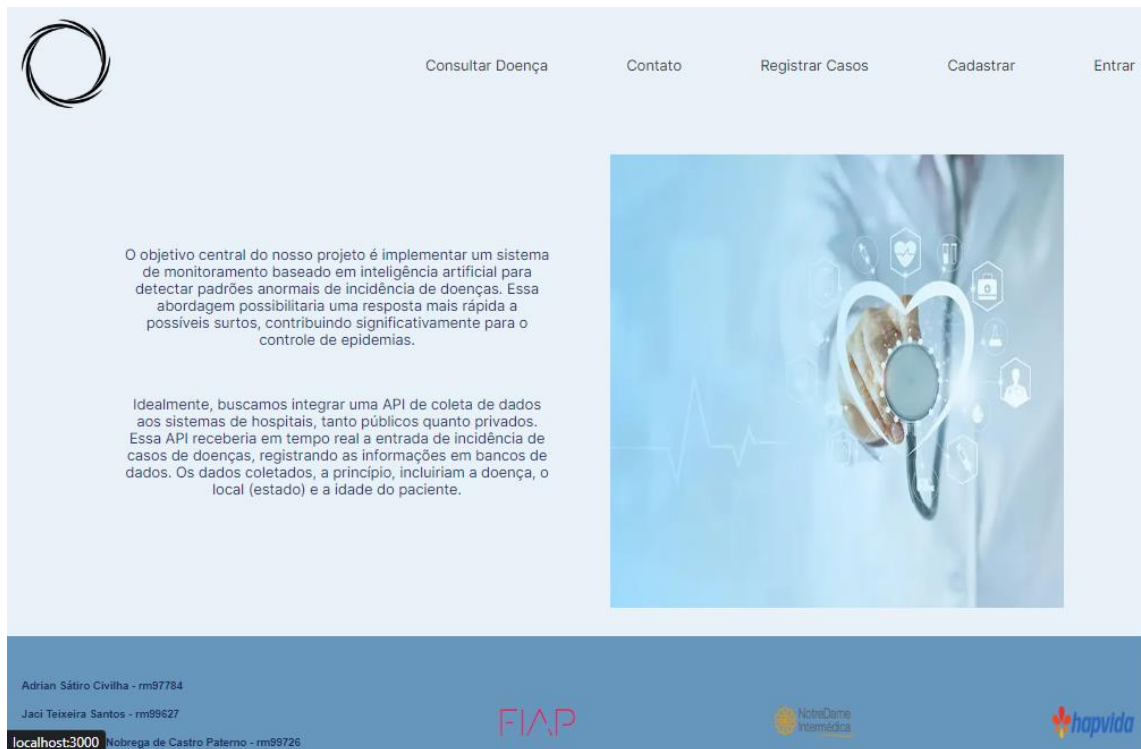 Consultar Doença
Contato
Registrar Casos
Cadastrar
Entrar
O objetivo central do nosso projeto é implementar um sistema
de monitoramento baseado em inteligência artificial para
detectar padrões anormais de incidência de doenças. Essa
abordagem possibilitaria uma resposta mais rápida a
possíveis surtos, contribuindo significativamente para o
controle de epidemias.
Idealmente, buscamos integrar uma API de coleta de dados
aos sistemas de hospitais, tanto públicos quanto privados.
Essa API receberia em tempo real a entrada de incidência de
casos de doenças, registrando as informações em bancos de
dados. Os dados coletados, a princípio, incluiriam a doença, o
local (estado) e a idade do paciente.
Adrian Sátiro Civilha - rm97784
Jaci Teixeira Santos - rm99627
Nobrega de Castro Paterno - rm99726
localhost:3000
FIAP
NotreDame
Intermédica
hapvida